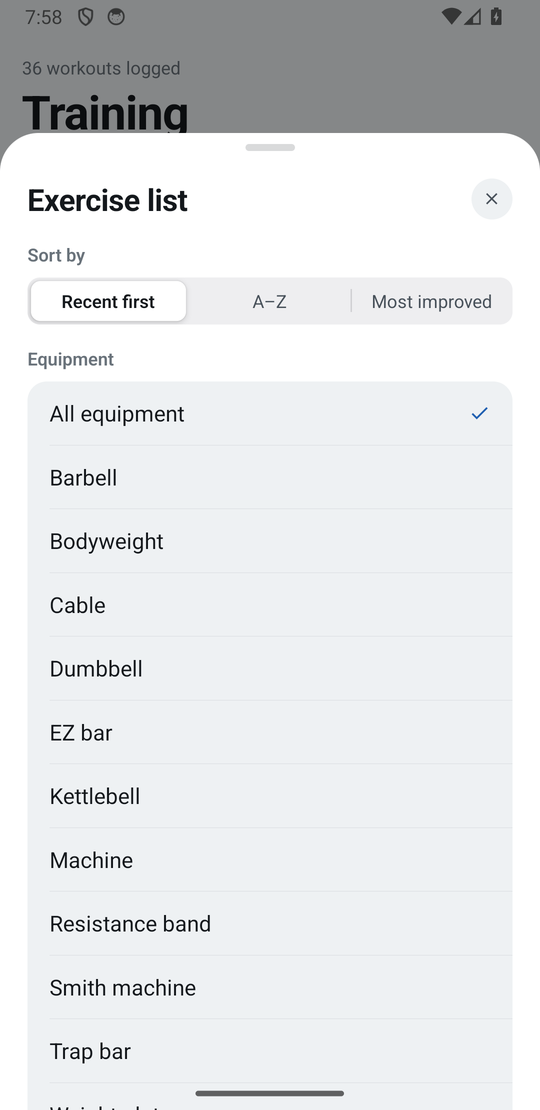 7:58
36 workouts logged
Training
Exercise list
Sort by
Recent first
A–Z
Most improved
Equipment
All equipment
Barbell
Bodyweight
Cable
Dumbbell
EZ bar
Kettlebell
Machine
Resistance band
Smith machine
Trap bar